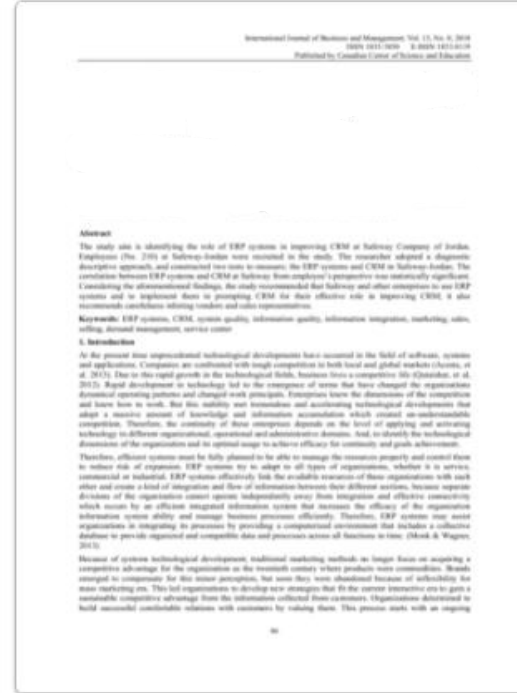 International Journal of Business and Management; Vol. 13, No. 8; 2018
ISSN 1833-3850 E-ISSN 1833-8119
Published by Canadian Center of Science and Education
Abstract
The study aim is identifying the role of ERP systems in improving CRM at Safeway Company of Jordan.
Employees (No. 210) at Safeway-Jordan were recruited in the study. The researcher adopted a diagnostic
descriptive approach, and constructed two tests to measure; the ERP systems and CRM in Safeway-Jordan. The
correlation between ERP systems and CRM at Safeway from employee's perspective was statistically significant.
Considering the aforementioned findings, the study recommended that Safeway and other enterprises to use ERP
systems and to implement them in prompting CRM for their effective role in improving CRM, it also
recommends carefulness vendors and sales representatives.
Keywords: ERP systems, CRM, system quality, information quality, information integration, marketing, sales,
selling, demand management, service center
1. Introduction
At the present time unprecedented technological developments have occurred in the field of software, systems
and applications. Companies are confronted with tough competition in both local and global markets (et
al. 2013). Due to this rapid growth in the technological fields, business lives a competitive life (et al.
2012). Rapid development in technology led to the emergence of terms that have changed the organizations
dynamical operating patterns and changed work principals. Enterprises knew the dimensions of the competition
and knew how to work. But this stability met tremendous and accelerating technological developments that
adopt a massive amount of knowledge and information accumulation which created un-understandable
competition. Therefore, the continuity of these enterprises depends on the level of applying and activating
technology in different organizational, operational and administrative domains. And, to identify the technological
dimensions of the organization and its optimal usage to achieve efficacy for continuity and goals achievement.
Therefore, efficient systems must be fully planned to be able to manage the resources properly and control them
to reduce risk of expansion. ERP systems try to adapt to all types of organizations, whether it is service,
commercial or industrial. ERP systems effectively link the available resources of these organizations with each
other and create a kind of integration and flow of information between their different sections, because separate
divisions of the organization cannot operate independently away from integration and effective connectivity
which occurs by an efficient integrated information system that increases the efficacy of the organization
information system ability and manage business processes efficiently. Therefore, ERP systems may assist
organizations in integrating its processes by providing a computerized environment that includes a collective
database to provide organized and compatible data and processes across all functions in time. (Monk & Wagner,
2013).
Because of systems technological development, traditional marketing methods no longer focus on acquiring a
competitive advantage for the organization as the twentieth century where products were commodities. Brands
emerged to compensate for this minor perception, but soon they were abandoned because of inflexibility for
mass marketing era. This led organizations to develop new strategies that fit the current interactive era to gain a
sustainable competitive advantage from the information collected from customers. Organizations determined to
build successful comfortable relations with customers by valuing them. This process starts with an ongoing